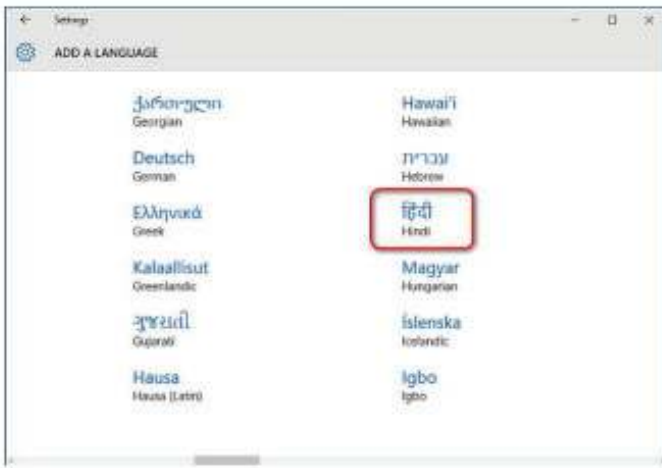 Settings
ADD A LANGUAGE
ქართული
Georgian
Deutsch
German
Ελληνικά
Greek
Kalaallisut
Greenlandic
ગુજરાતી
Gujarati
Hausa
Hausa (Latin)
Hawai'i
Hawaiian
עברית
Hebrew
हिंदी
Hindi
Magyar
Hungarian
Íslenska
Icelandic
Igbo
Igbo